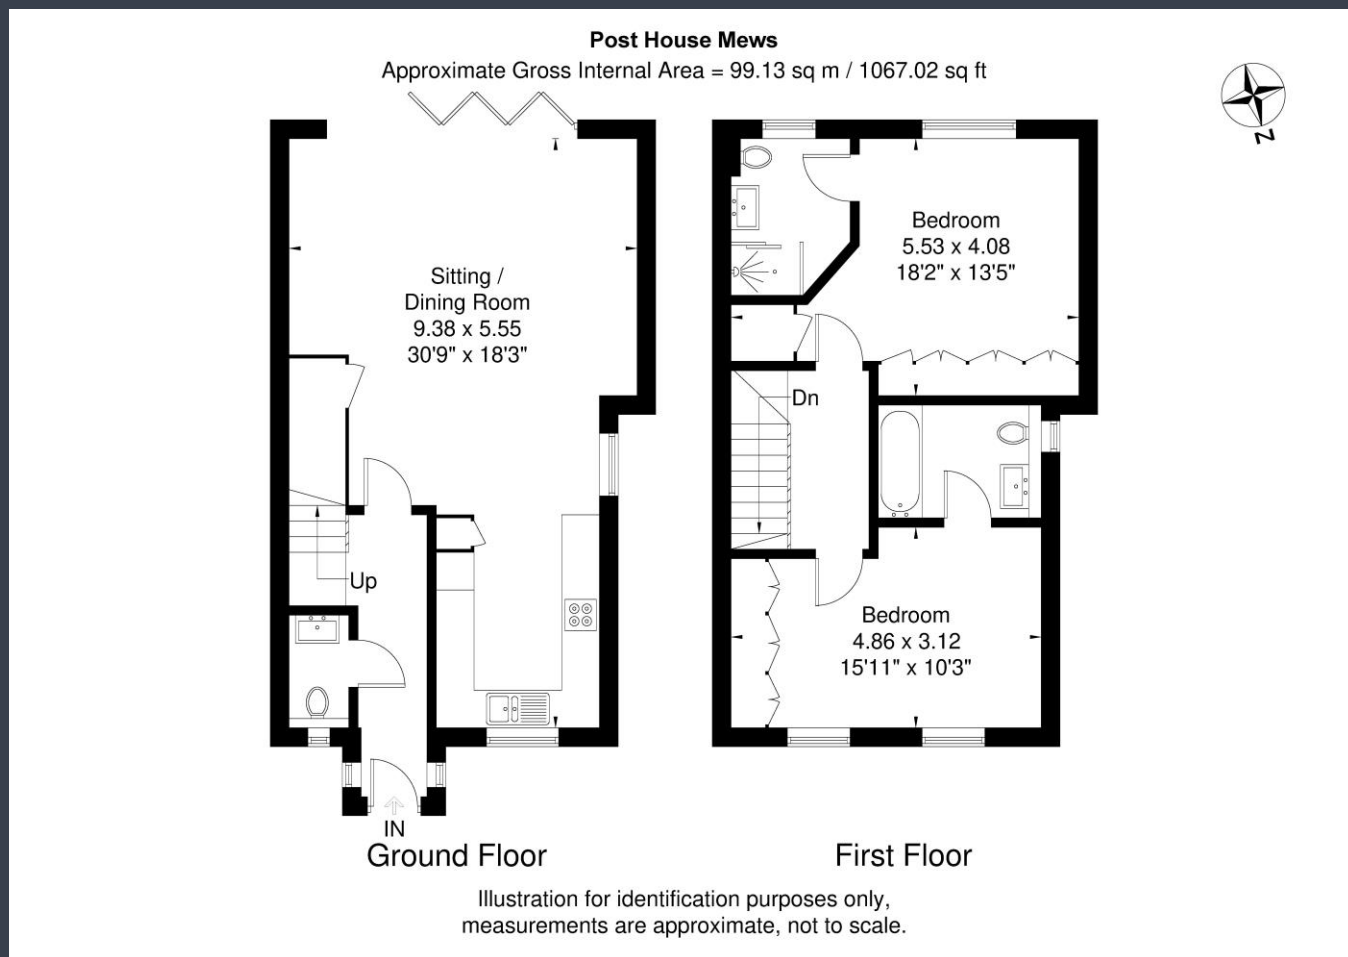 Post House Mews
Approximate Gross Internal Area = 99.13 sq m / 1067.02 sq ft
N
Sitting /
Dining Room
9.38 x 5.55
30'9" x 18'3"
Up
IN
Ground Floor
Bedroom
5.53 x 4.08
18'2" x 13'5"
Dn
Bedroom
4.86 x 3.12
15'11" x 10'3"
First Floor
Illustration for identification purposes only,
measurements are approximate, not to scale.